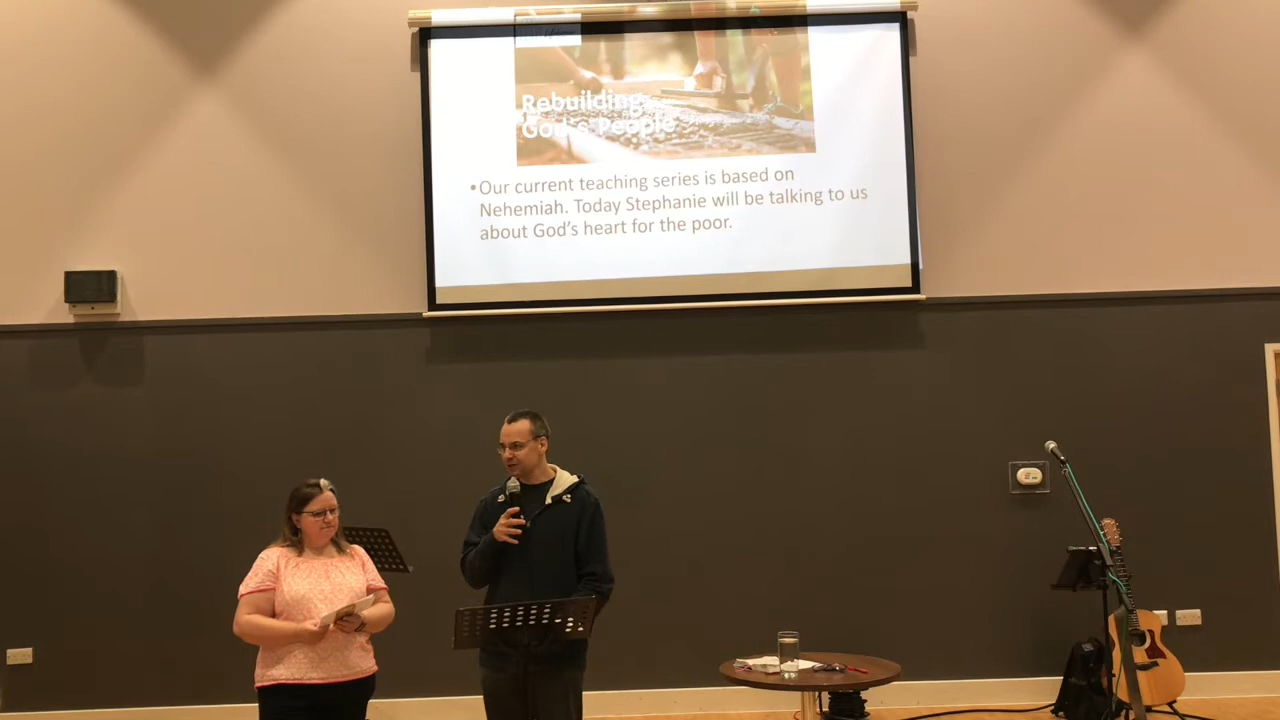 Rebuilding
God's People
•Our current teaching series is based on
Nehemiah. Today Stephanie will be talking to us
about God's heart for the poor.